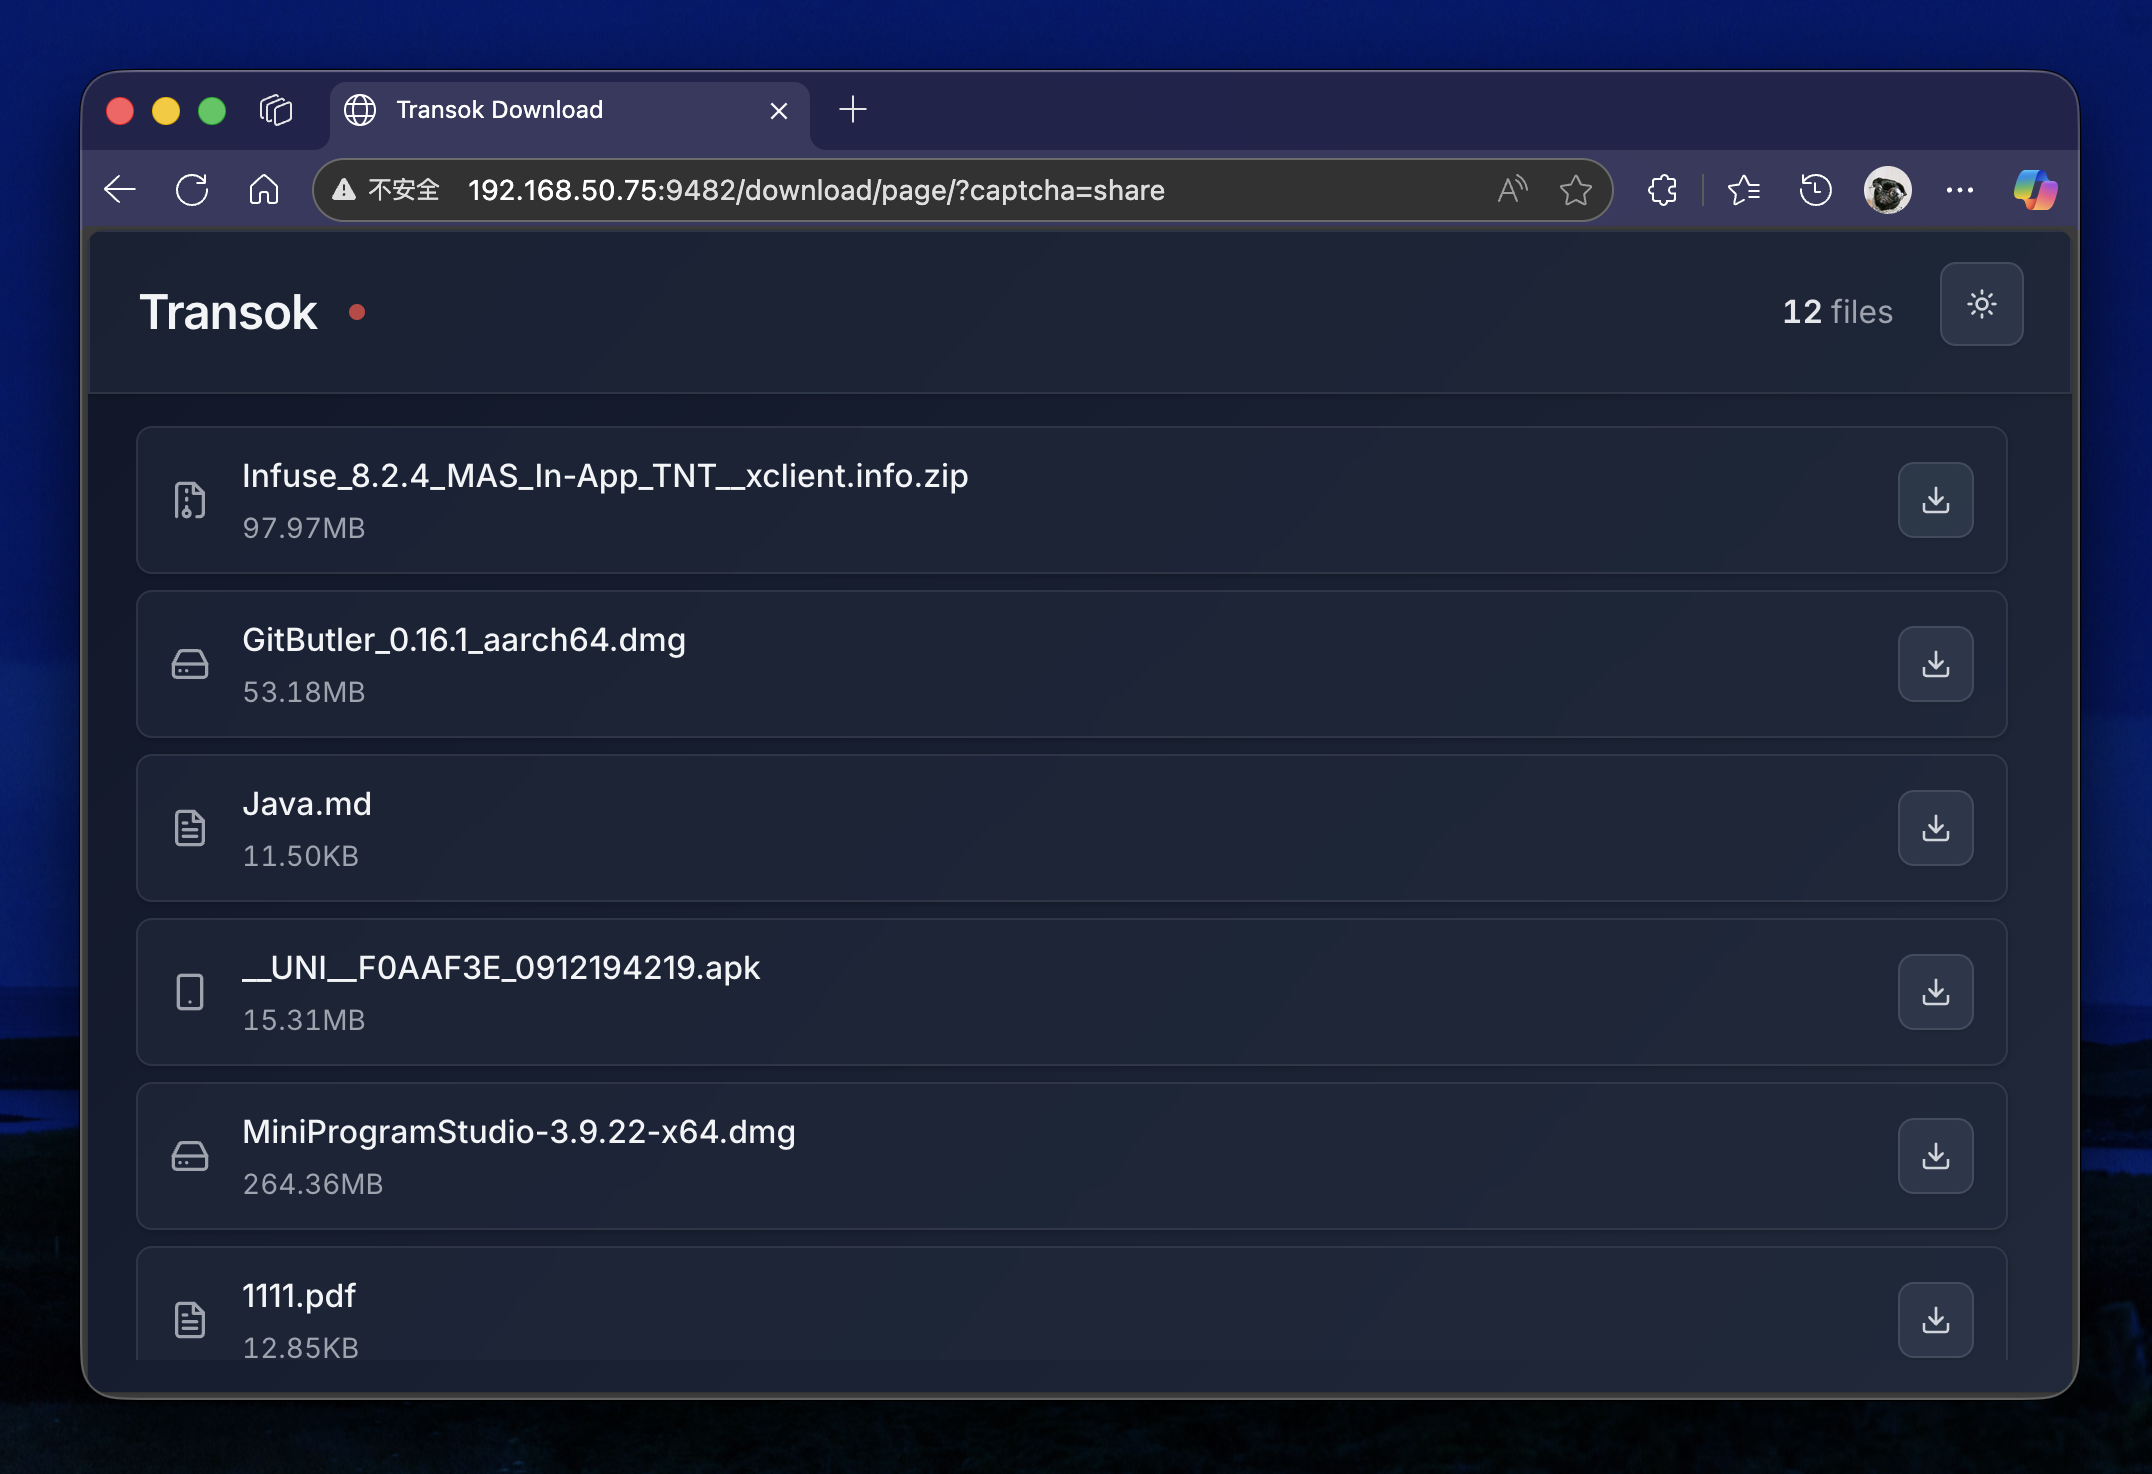 Transok Download
不安全 192.168.50.75:9482/download/page/?captcha=share
Transok
12 files
Infuse_8.2.4_MAS_In-App_TNT__xclient.info.zip
97.97MB
GitButler_0.16.1_aarch64.dmg
53.18MB
Java.md
11.50KB
__UNI__F0AAF3E_0912194219.apk
15.31MB
MiniProgramStudio-3.9.22-x64.dmg
264.36MB
1111.pdf
12.85KB